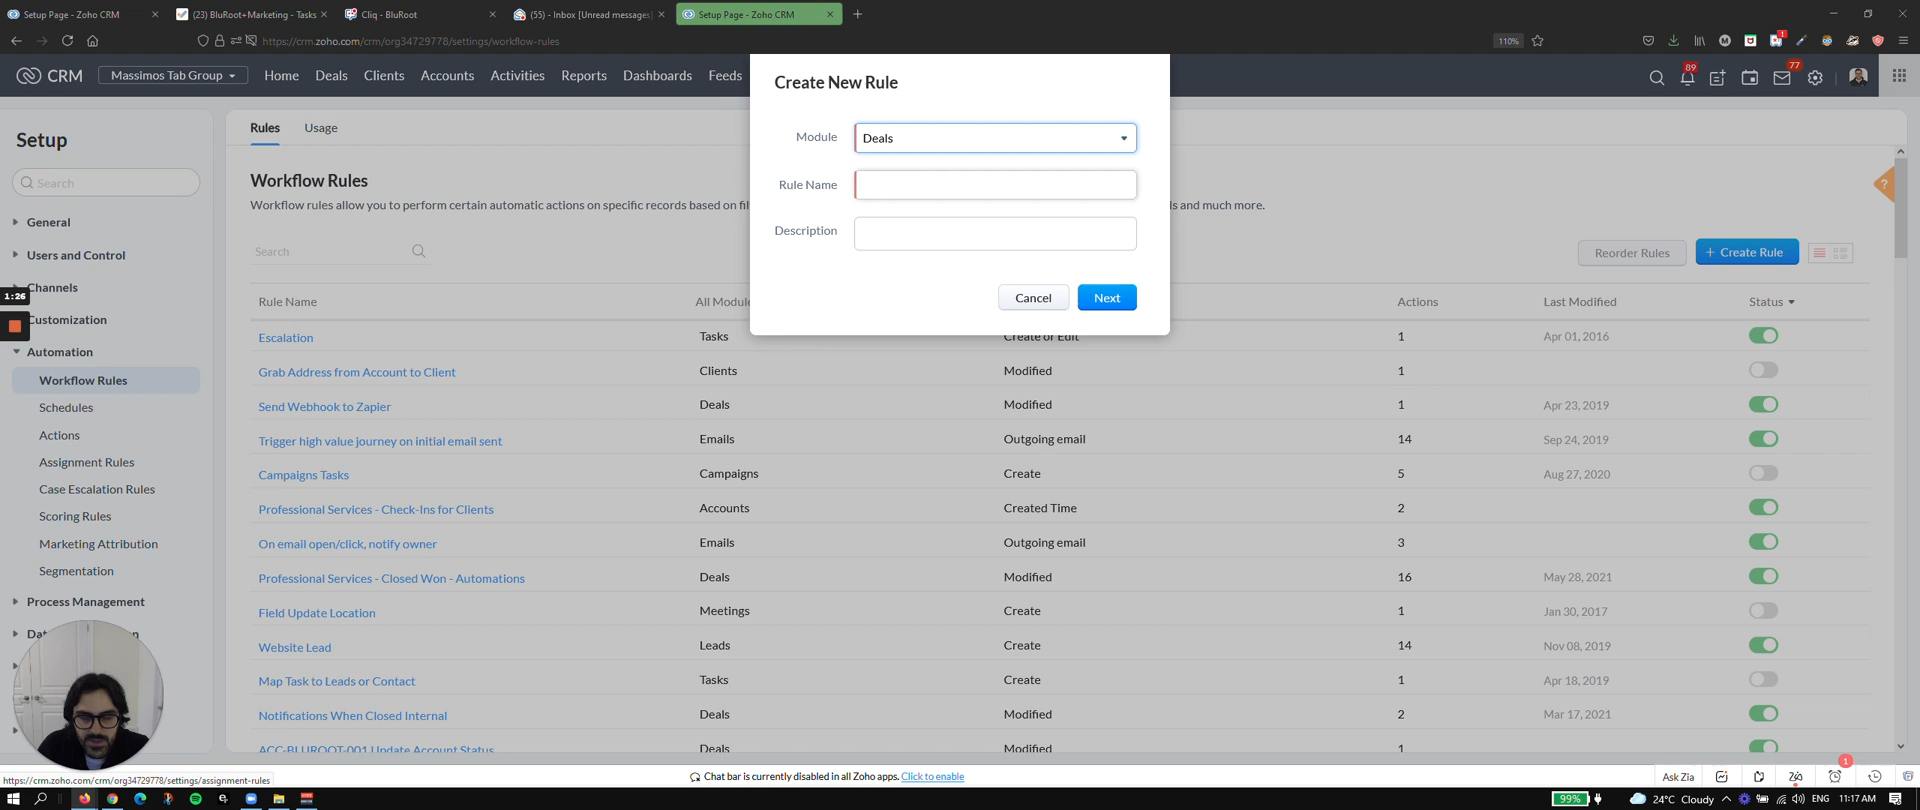 Setup Page - Zoho CRM
(23) BluRoot+Marketing - Tasks
Cliq - BluRoot
(55) - Inbox [Unread messages]
Setup Page - Zoho CRM
https://crm.zoho.com/crm/org34729778/settings/workflow-rules
110%
1
CRM
Massimos Tab Group
Home
Deals
Clients
Accounts
Activities
Reports
Dashboards
Feeds
89
77
Create New Rule
Module
Deals
Rule Name
Description
Cancel
Next
Setup
Search
General
Users and Control
Channels
1:26
Customization
Automation
Workflow Rules
Schedules
Actions
Assignment Rules
Case Escalation Rules
Scoring Rules
Marketing Attribution
Segmentation
Process Management
Rules
Usage
Workflow Rules
Workflow rules allow you to perform certain automatic actions on specific records based on
ls and much more.
Search
Reorder Rules
+ Create Rule
Rule Name
All Module
Actions
Last Modified
Status
Escalation
Tasks
Create or Edit
1
Apr 01, 2016
Grab Address from Account to Client
Clients
Modified
1
Send Webhook to Zapier
Deals
Modified
1
Apr 23, 2019
Trigger high value journey on initial email sent
Emails
Outgoing email
14
Sep 24, 2019
Campaigns Tasks
Campaigns
Create
5
Aug 27, 2020
Professional Services - Check-Ins for Clients
Accounts
Created Time
2
On email open/click, notify owner
Emails
Outgoing email
3
Professional Services - Closed Won - Automations
Deals
Modified
16
May 28, 2021
Field Update Location
Meetings
Create
1
Jan 30, 2017
Website Lead
Leads
Create
14
Nov 08, 2019
Map Task to Leads or Contact
Tasks
Create
1
Apr 18, 2019
Notifications When Closed Internal
Deals
Modified
2
Mar 17, 2021
ACC-BLUROOT-001 Update Account Status
Deals
Modified
1
?
https://crm.zoho.com/crm/org34729778/settings/assignment-rules
Chat bar is currently disabled in all Zoho apps. Click to enable
Ask Zia
1
99%
24°C Cloudy
ENG
11:17 AM